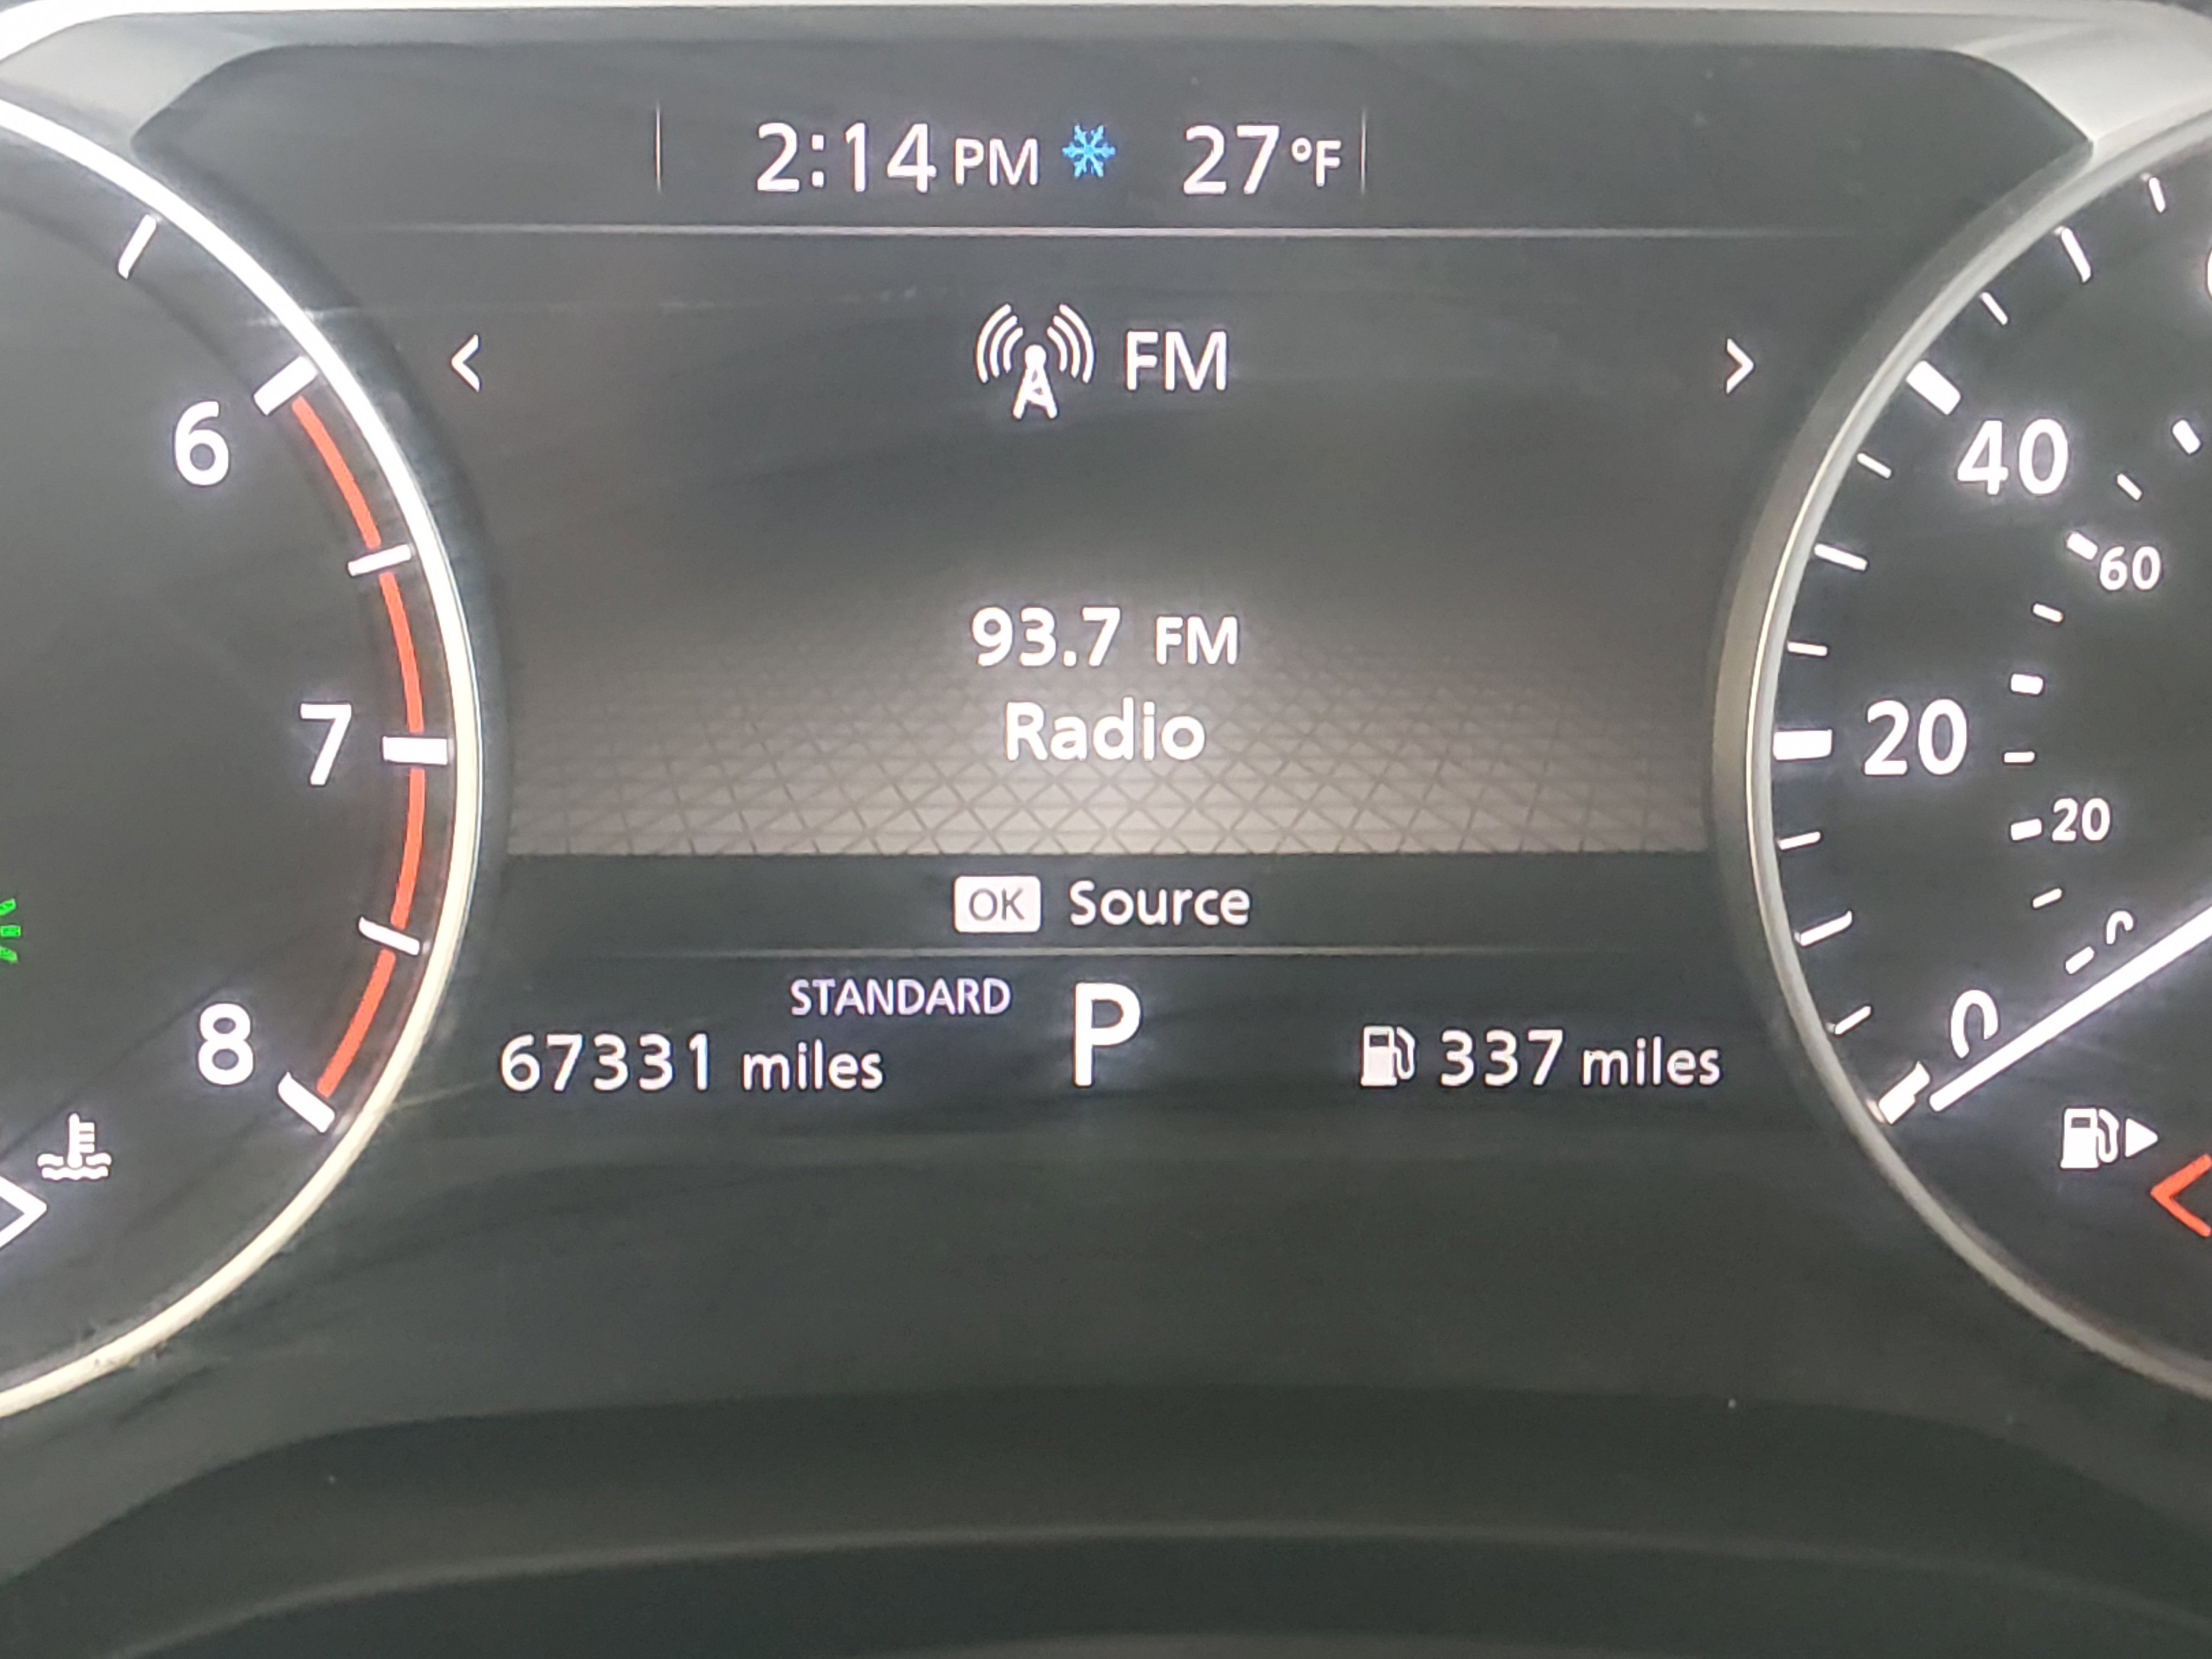 2:14 PM 27°F
< FM >
6
40
60
93.7 FM
7
Radio
20
20
OK Source
STANDARD
P
0
0
8
67331 miles
337 miles